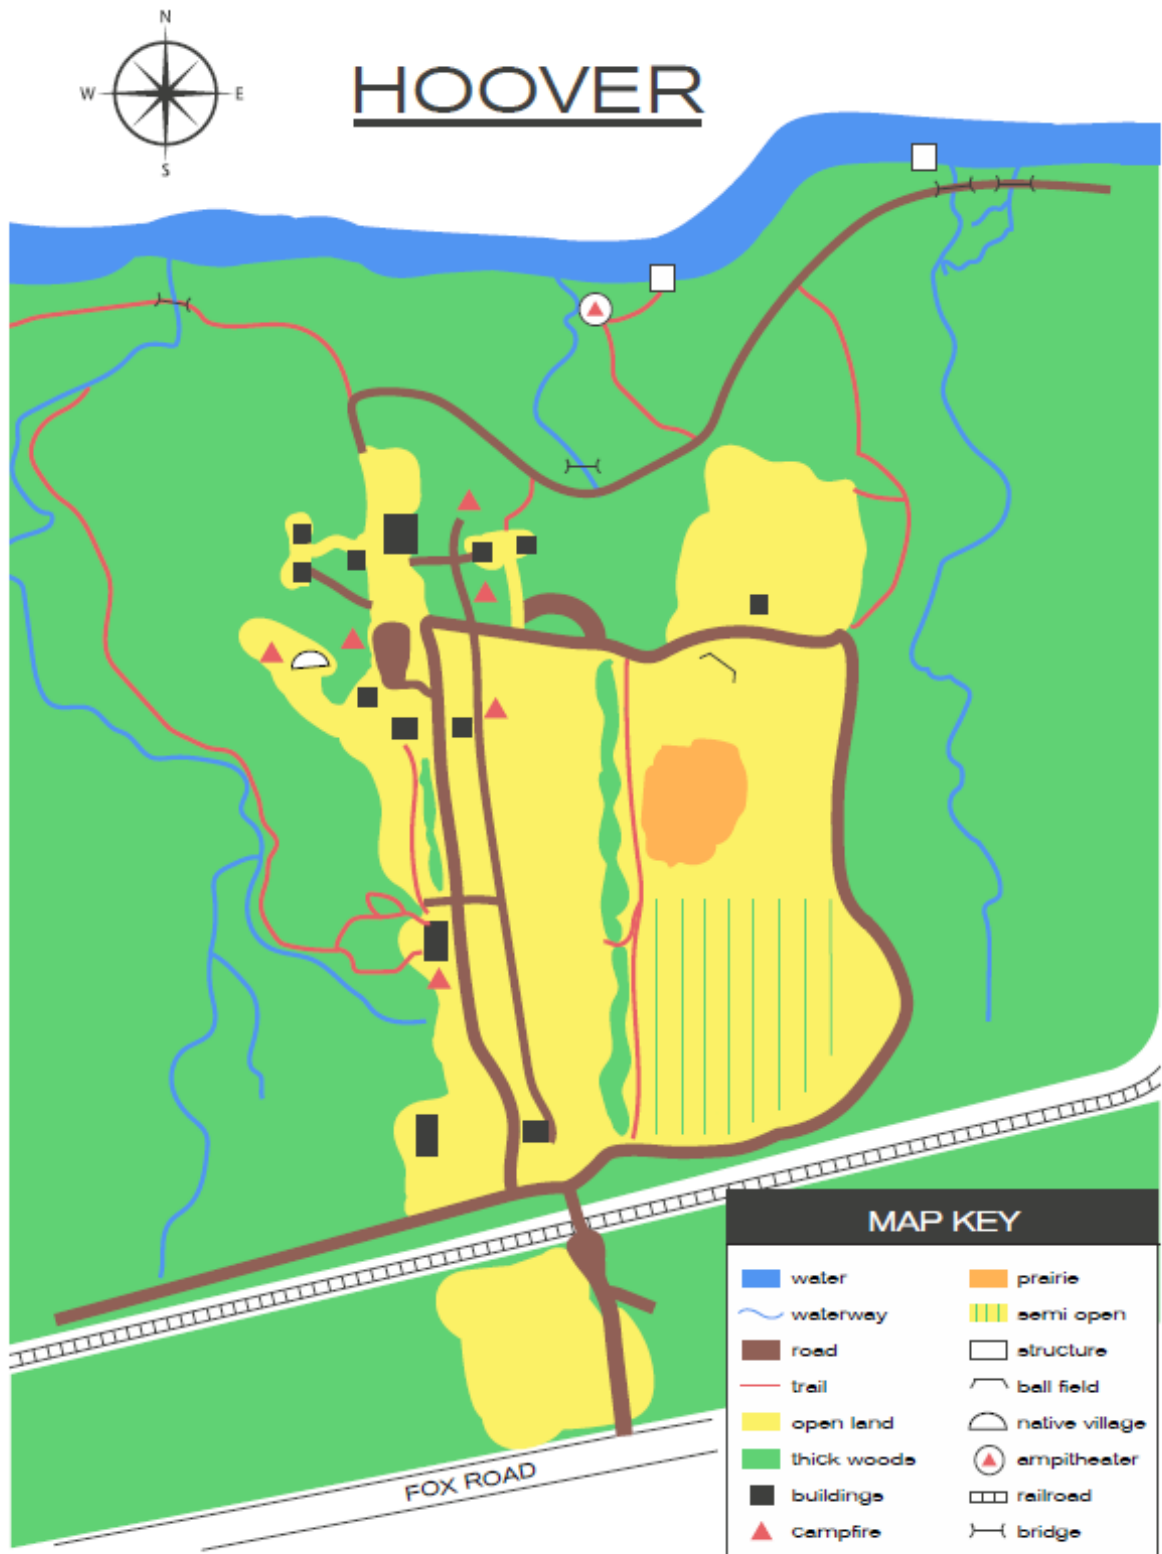 N
W
E
S
HOOVER
MAP KEY
water
prairie
waterway
semi open
road
structure
trail
ball field
open land
native village
thick woods
ampitheater
buildings
railroad
campfire
bridge
FOX ROAD